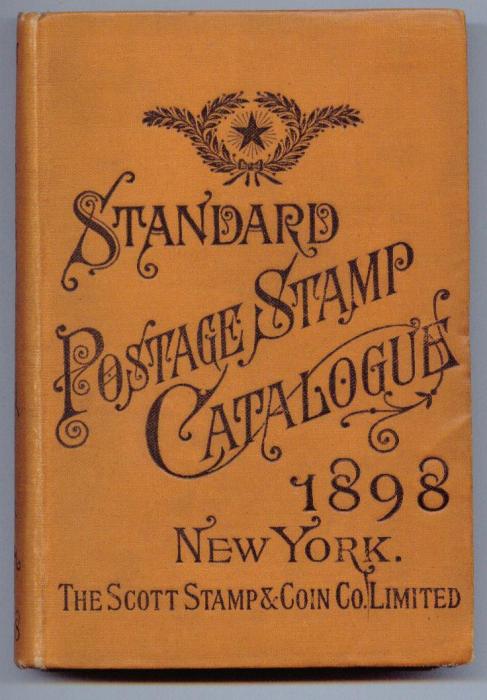 STANDARD
POSTAGE STAMP
CATALOGUE
1898
NEW YORK.
THE SCOTT STAMP & COIN CO. LIMITED